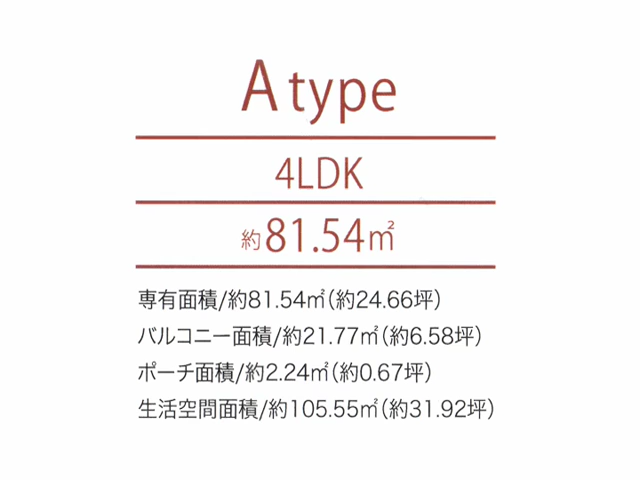 A type
4LDK
約81.54㎡
専有面積/約81.54㎡(約24.66坪)
バルコニー面積/約21.77㎡(約6.58坪)
ポーチ面積/約2.24㎡(約0.67坪)
生活空間面積/約105.55㎡(約31.92坪)